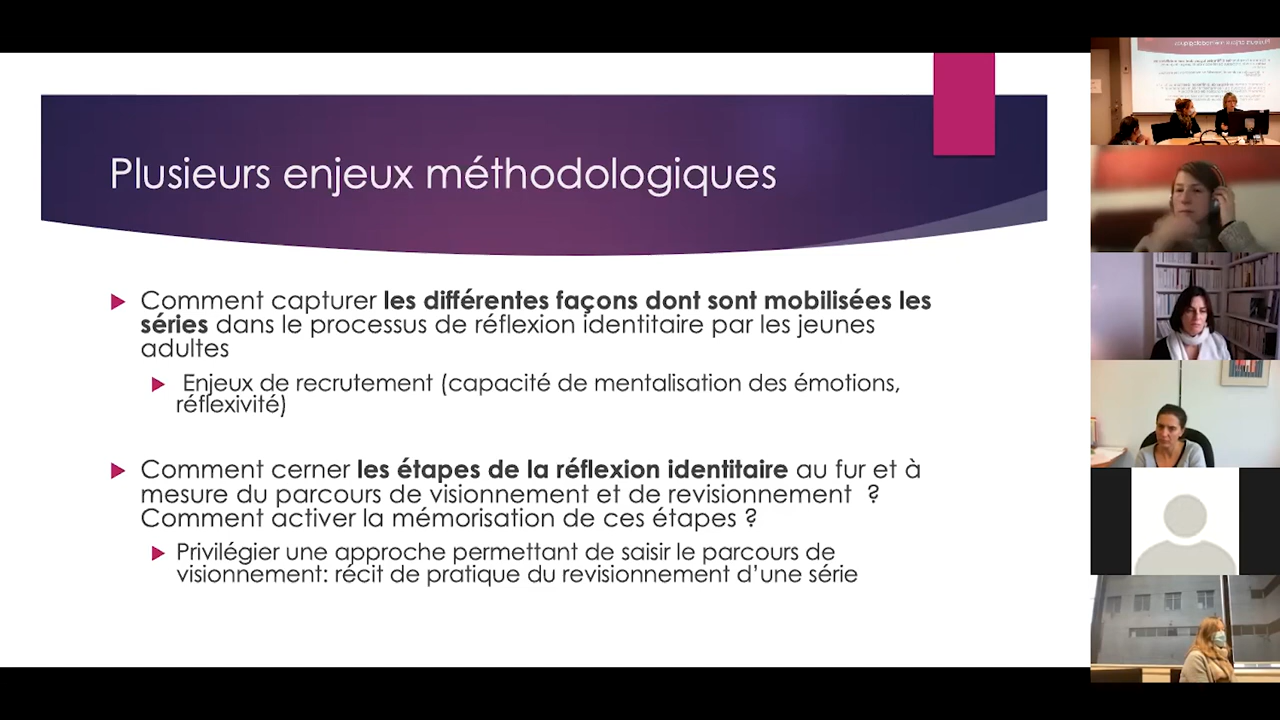 Plusieurs enjeux méthodologiques
Comment capturer les différentes façons dont sont mobilisées les
séries dans le processus de réflexion identitaire par les jeunes
adultes
Enjeux de recrutement (capacité de mentalisation des émotions,
réflexivité)
Comment cerner les étapes de la réflexion identitaire au fur et à
mesure du parcours de visionnement et de revisionnement ?
Comment activer la mémorisation de ces étapes ?
Privilégier une approche permettant de saisir le parcours de
visionnement: récit de pratique du revisionnement d’une série